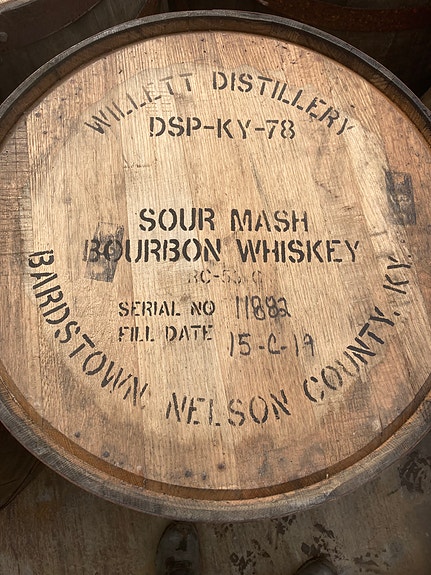 WILLETT DISTILLERY
DSP-KY-78
SOUR MASH
BOURBON WHISKEY
SERIAL NO 11882
FILL DATE 15-C-19
BARDSTOWN, NELSON COUNTY, KY.